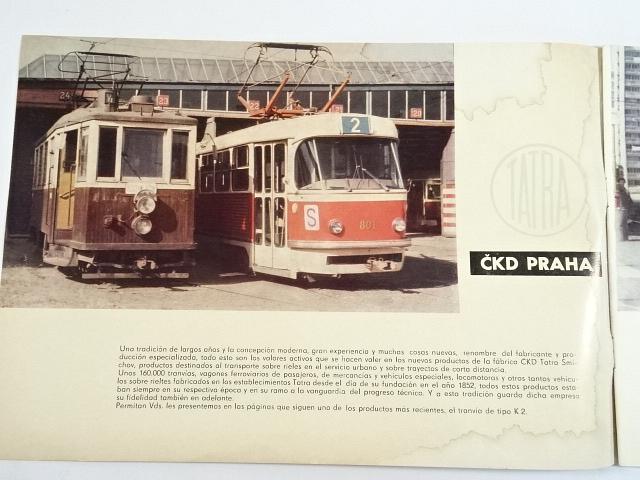 24
23
22
21
20
2
S
801
TATRA
ČKD PRAHA
Una tradición de largos años y la concepción moderna, gran experiencia y muchas cosas nuevas, renombre del fabricante y pro-
ducción especializada, todo esto son los valores activos que se hacen valer en los nuevos productos de la fábrica ČKD Tatra Smí-
chov, productos destinados al transporte sobre rieles en el servicio urbano y sobre trayectos de corta distancia.
Unos 160.000 tranvías, vagones ferroviarios de pasajeros, de mercancías y vehículos especiales, locomotoras y otros tantos vehícu-
los sobre rieles fabricados en los establecimientos Tatra desde el día de su fundación en el año 1852, todos estos productos esta-
ban siempre en su respectiva época y en su ramo a la vanguardia del progreso técnico. Y a esta tradición guarda dicha empresa
su fidelidad también en adelante.
Permitan Vds. les presentemos en las páginas que siguen uno de los productos más recientes, el tranvía de tipo K 2.